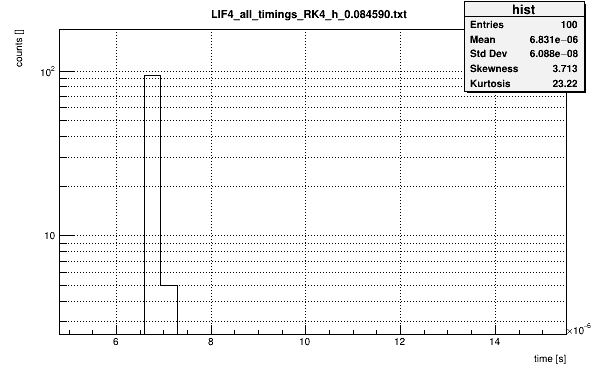 LIF4_all_timings_RK4_h_0.084590.txt
hist
Entries 100
Mean 6.831e−06
Std Dev 6.088e−08
Skewness 3.713
Kurtosis 23.22
counts []
10²
10
6 8 10 12 14
×10⁻⁶
time [s]